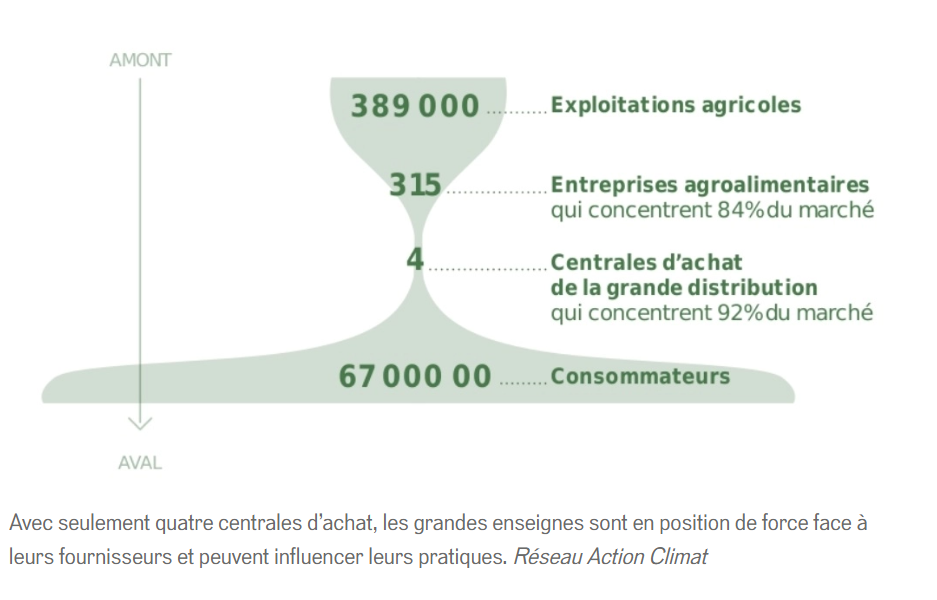 AMONT
389 000 .......... Exploitations agricoles
315 .......... Entreprises agroalimentaires
qui concentrent 84% du marché
4 .......... Centrales d'achat
de la grande distribution
qui concentrent 92% du marché
67 000 00 ........ Consommateurs
AVAL
Avec seulement quatre centrales d'achat, les grandes enseignes sont en position de force face à
leurs fournisseurs et peuvent influencer leurs pratiques. Réseau Action Climat